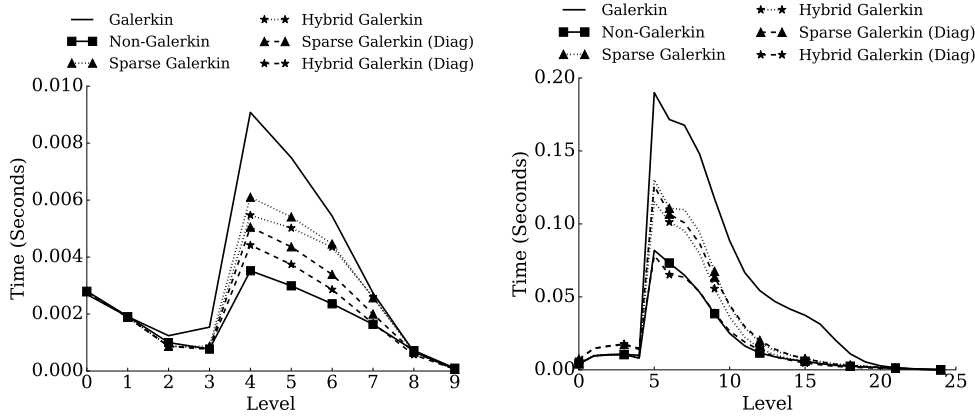 Galerkin
Non-Galerkin
Sparse Galerkin
Hybrid Galerkin
Sparse Galerkin (Diag)
Hybrid Galerkin (Diag)
0.010
0.008
0.006
0.004
0.002
0.000
Time (Seconds)
0 1 2 3 4 5 6 7 8 9
Level
Galerkin
Non-Galerkin
Sparse Galerkin
Hybrid Galerkin
Sparse Galerkin (Diag)
Hybrid Galerkin (Diag)
0.20
0.15
0.10
0.05
0.00
Time (Seconds)
0 5 10 15 20 25
Level